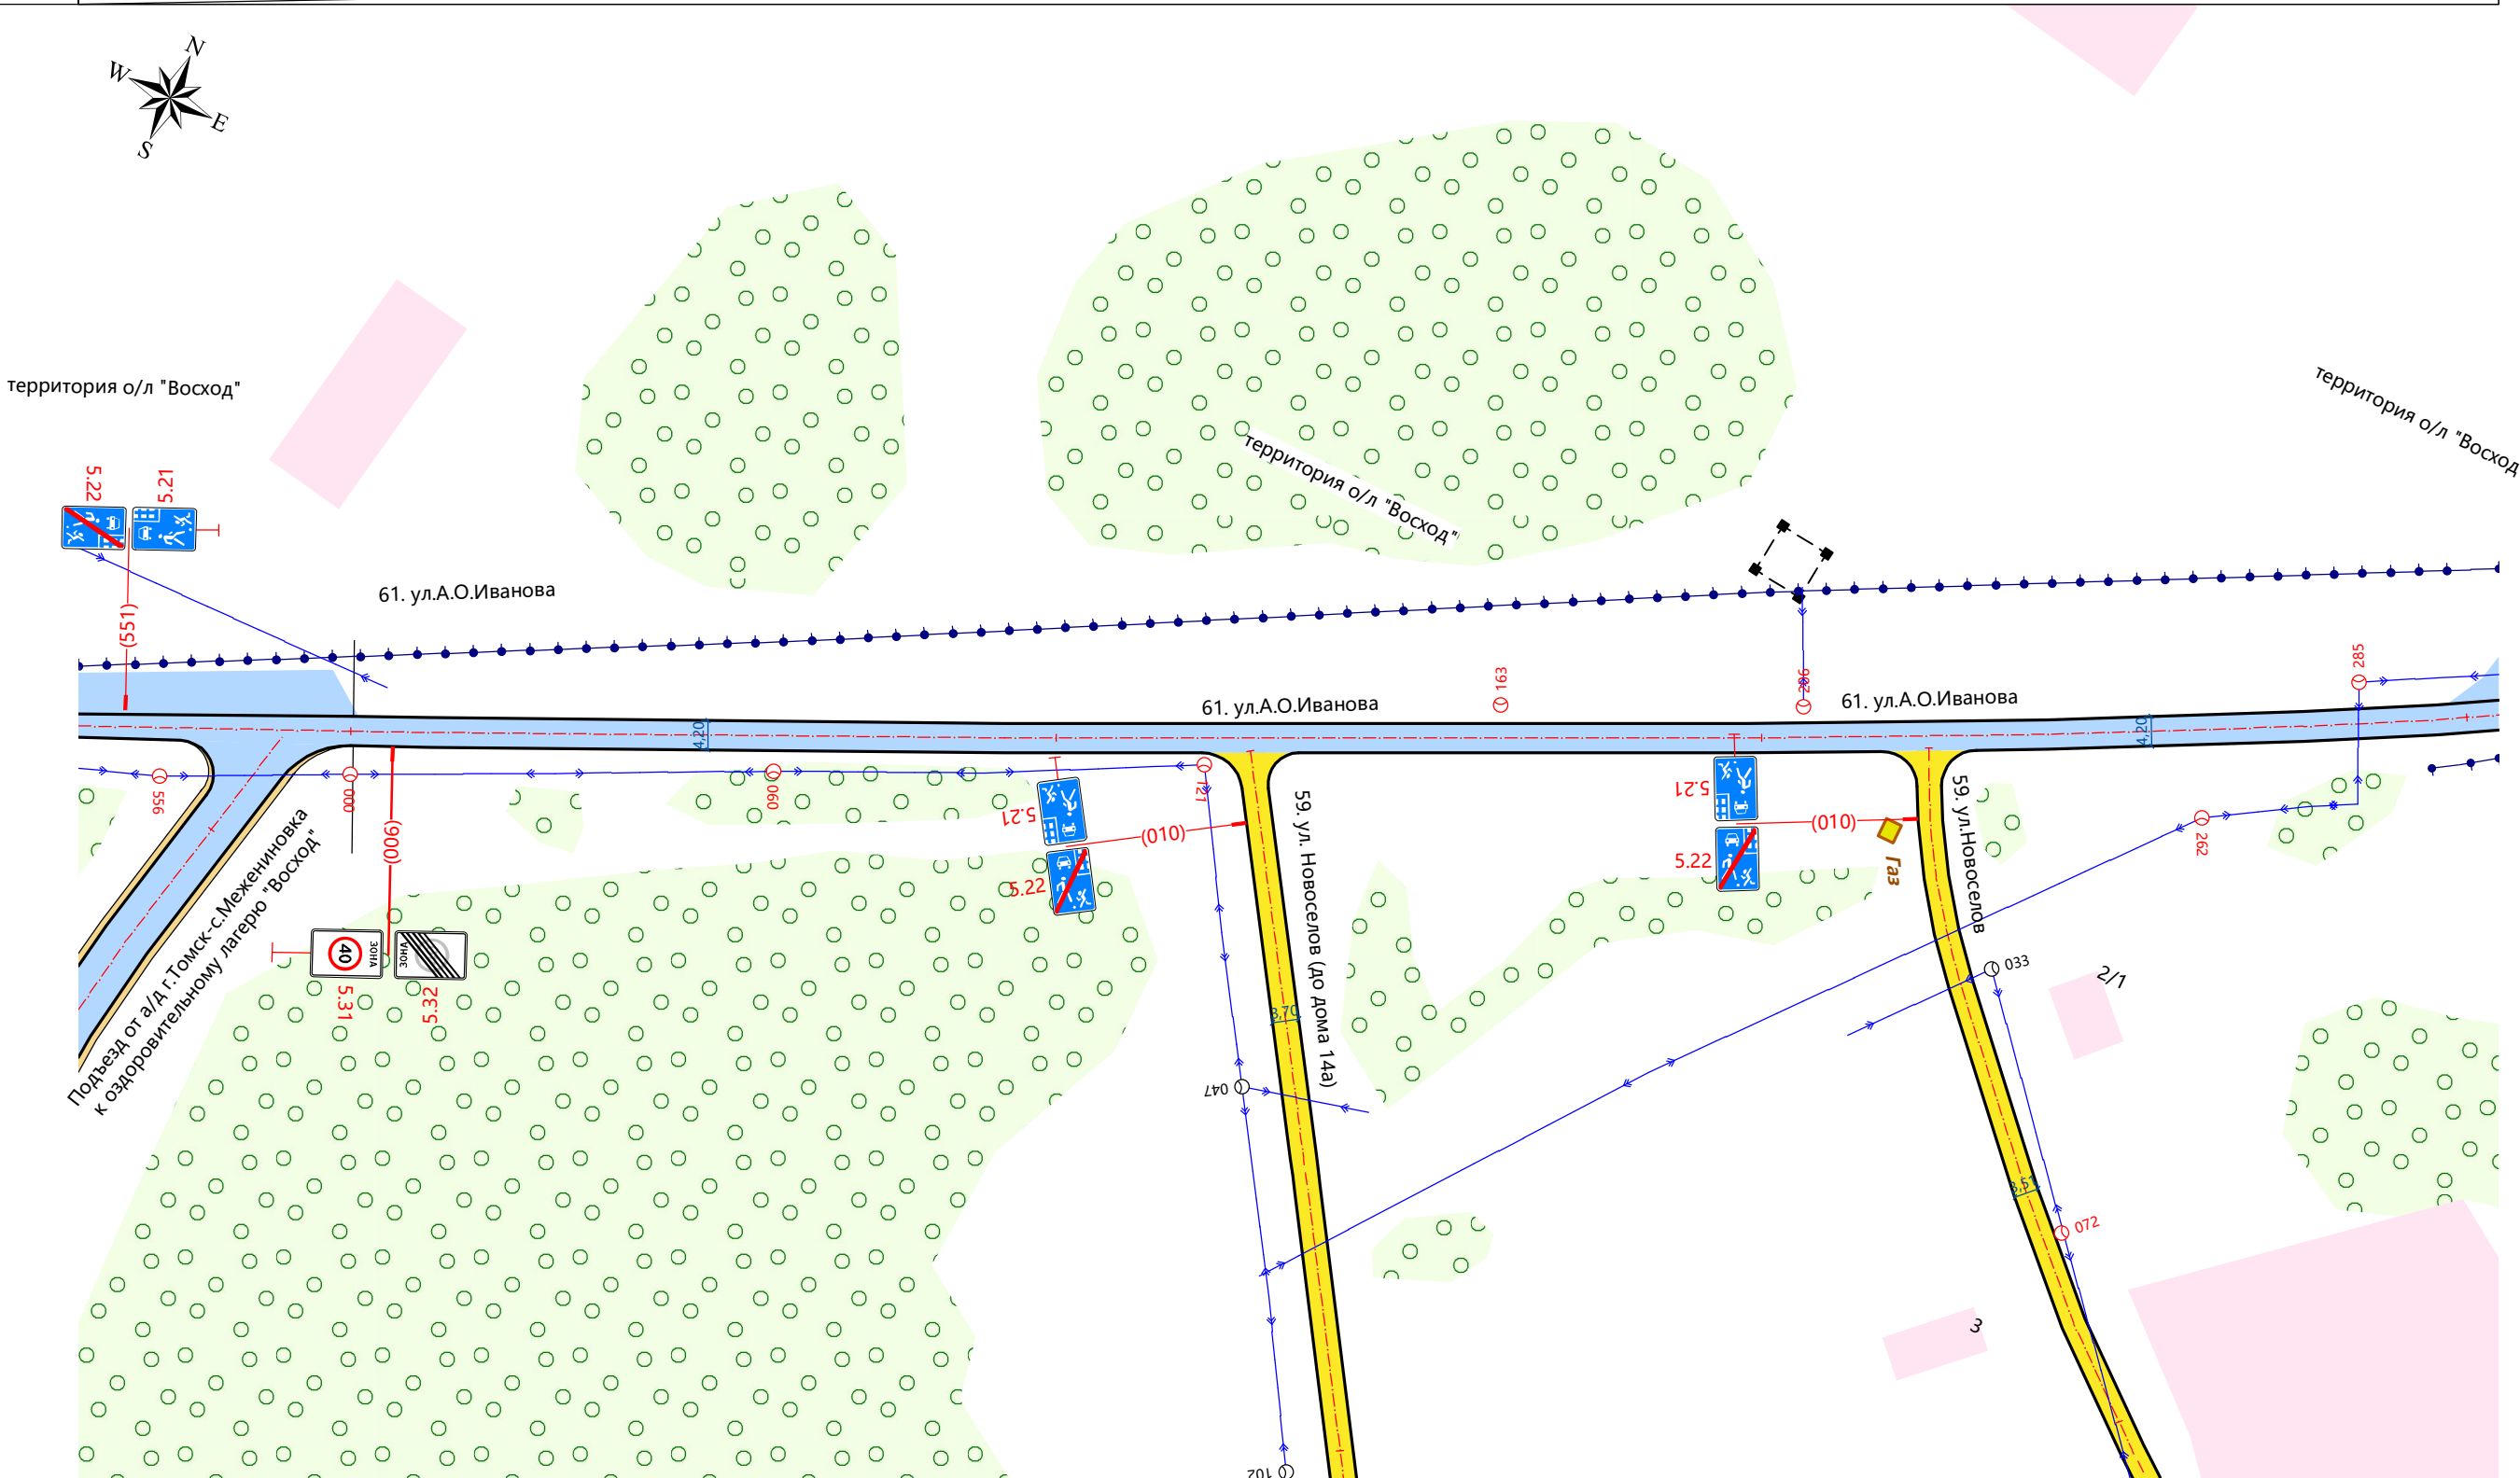 N
W
E
S
территория о/л "Восход"
территория о/л "Восход"
территория о/л "Восход
5.22
5.21
(551)
61. ул.А.О.Иванова
61. ул.А.О.Иванова
61. ул.А.О.Иванова
163
285
4,20
4,20
556
000
060
721
262
(006)
5.21
5.22
(010)
5.21
5.22
(010)
Газ
40
ЗОНА
ЗОНА
5.31
5.32
Подъезд от а/д г.Томск-с.Межениновка
к оздоровительному лагерю "Восход"
59. ул. Новоселов (до дома 14а)
59. ул.Новоселов
033
2/1
3,70
047
3,51
072
3
102